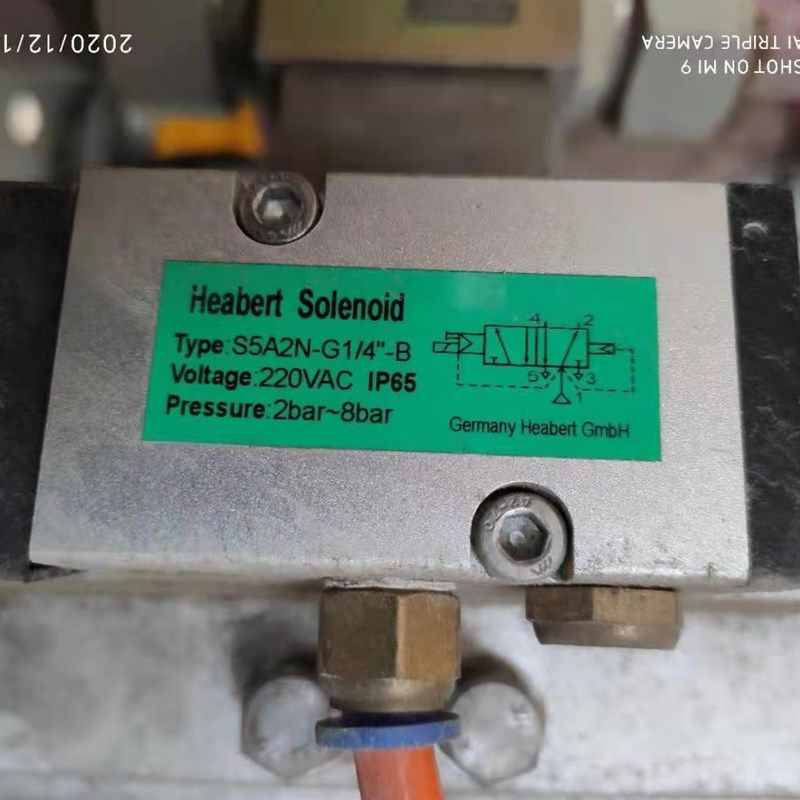 2020/12/1
AI TRIPLE CAMERA
SHOT ON MI 9
Heabert Solenoid
Type:S5A2N-G1/4"-B
Voltage:220VAC IP65
Pressure:2bar~8bar
4 2
5 3
1
Germany Heabert GmbH